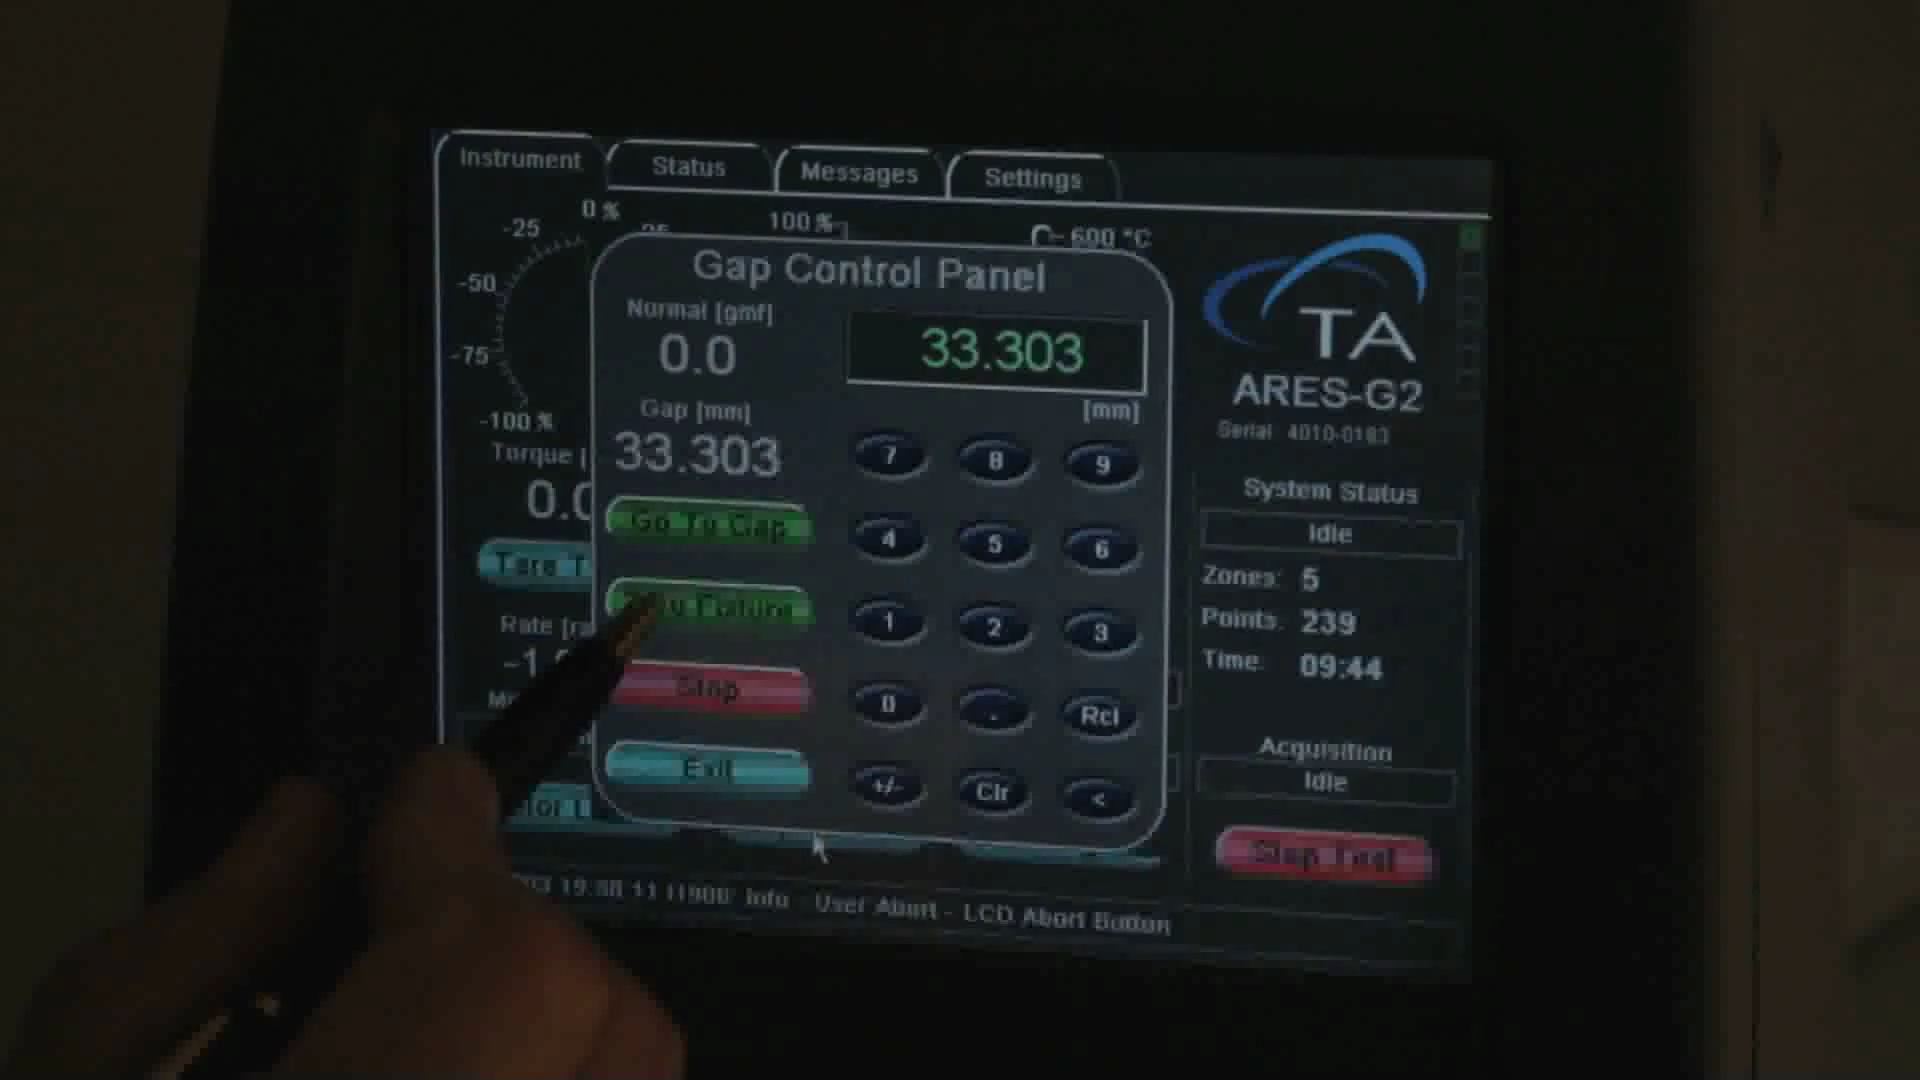 Instrument Status Messages Settings
0 %
-25
-50
-75
-100 %
100 %
600 °C
Gap Control Panel
Normal [gmf]
0.0
33.303
[mm]
Gap [mm]
33.303
Go To Gap
Stop
Exit
7 8 9
4 5 6
1 2 3
0 . Rcl
+/- Clr <
Torque [
0.0
Tare T
Rate [ra
-1.
TA
ARES-G2
Serial: 4010-0183
System Status
Idle
Zones: 5
Points: 239
Time: 09:44
Acquisition
Idle
Stop Test
Info - User Abort - LCD Abort Button